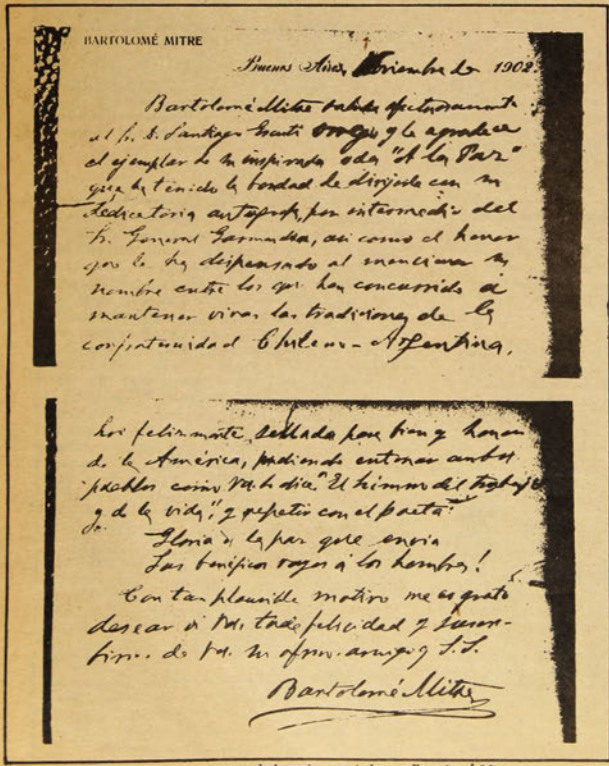 BARTOLOMÉ MITRE
Buenos Aires, Noviembre de 1902.
Bartolomé Mitre saluda afectuosamente
al Sr. D. Santiago y le agradece
el ejemplar de su inspirada oda "A la Paz"
que ha tenido la bondad de dirijirle con su
dedicatoria autógrafa, por intermedio del
Sr. General Garmendia, asi como el honor
que le ha dispensado al mencionar su
nombre entre los que han concurrido á
mantener vivas las tradiciones de la
confraternidad Chileno-Argentina,
hoi felizmente sellada para bien y honor
de la América, pudiendo entonar ambos
pueblos como Vd. lo dice "El himno del trabajo
y de la vida", y repetir con el poeta:
Gloria á la paz que envia
Sus benéficos rayos á los hombres!
Con tan plausible motivo me es grato
desear á Vd. toda felicidad y suscri-
birme de Vd. su afmo. amigo y S.S.
Bartolomé Mitre